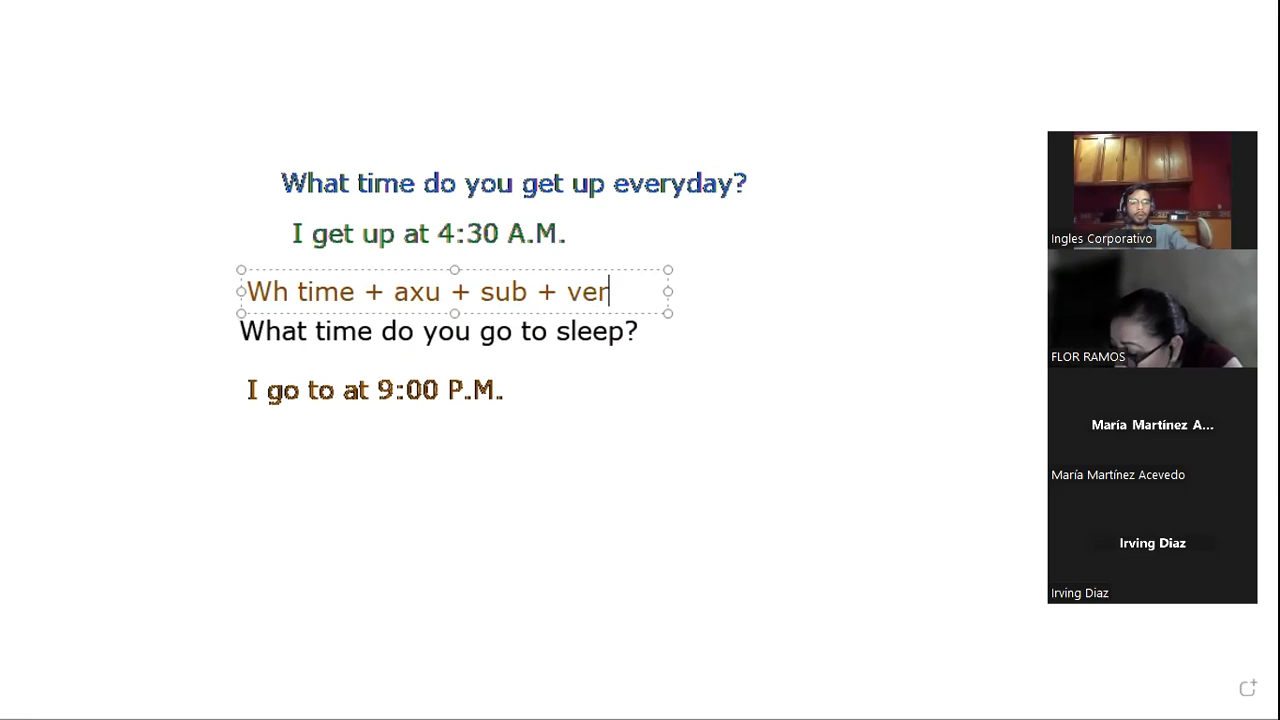 What time do you get up everyday?
I get up at 4:30 A.M.
Wh time + axu + sub + ver
What time do you go to sleep?
I go to at 9:00 P.M.
Ingles Corporativo
FLOR RAMOS
María Martínez A...
María Martínez Acevedo
Irving Diaz
Irving Diaz